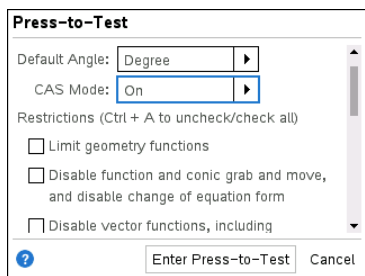 Press-to-Test
Default Angle: Degree
CAS Mode: On
Restrictions (Ctrl + A to uncheck/check all)
Limit geometry functions
Disable function and conic grab and move,
and disable change of equation form
Disable vector functions, including
? Enter Press-to-Test Cancel